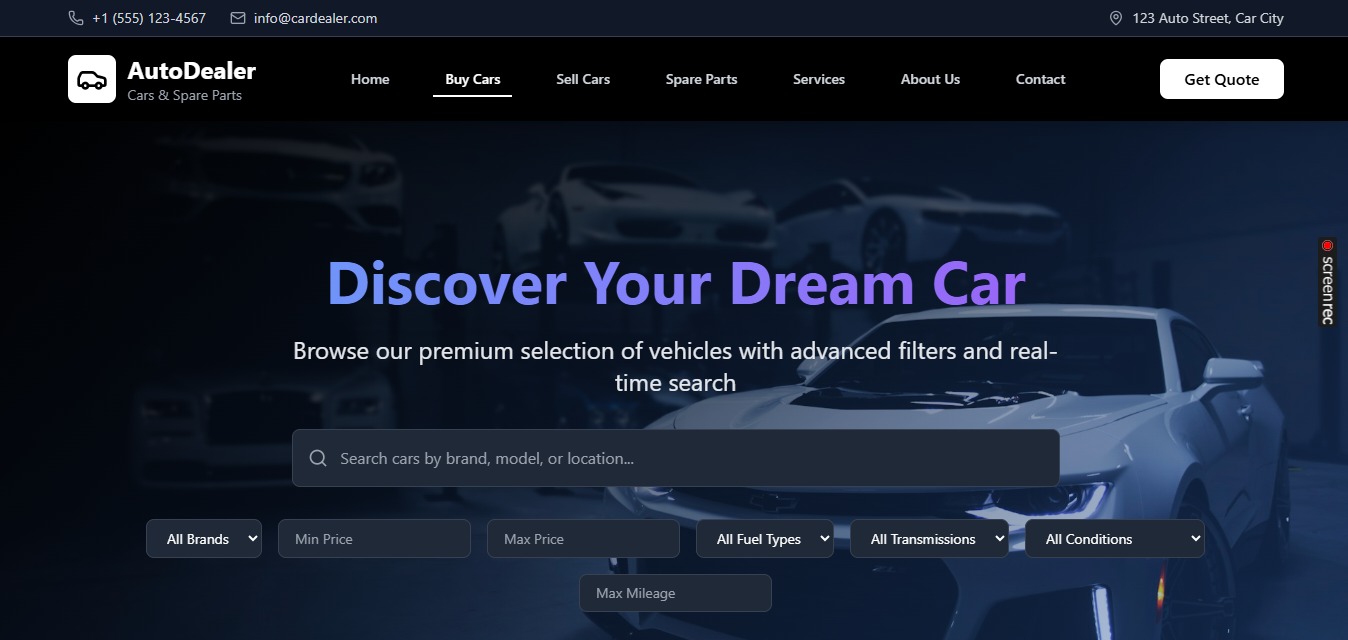 +1 (555) 123-4567
info@cardealer.com
123 Auto Street, Car City
AutoDealer
Cars & Spare Parts
Home
Buy Cars
Sell Cars
Spare Parts
Services
About Us
Contact
Get Quote
Discover Your Dream Car
Browse our premium selection of vehicles with advanced filters and real-
time search
screenrec
Search cars by brand, model, or location...
All Brands
Min Price
Max Price
All Fuel Types
All Transmissions
All Conditions
Max Mileage